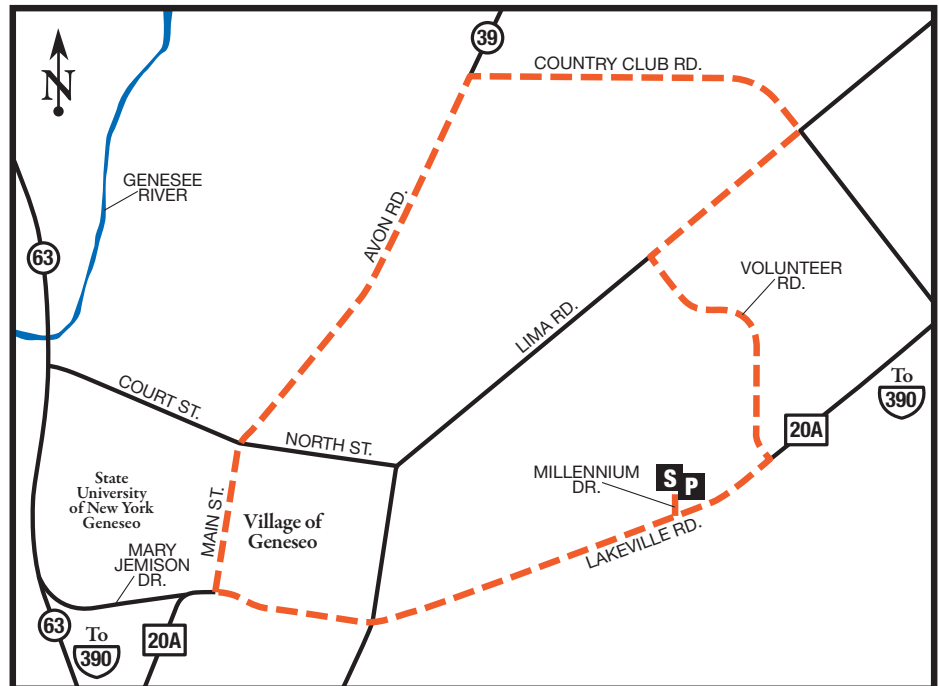 39
COUNTRY CLUB RD.
N
GENESEE
RIVER
AVON RD.
63
VOLUNTEER
RD.
LIMA RD.
To
390
COURT ST.
20A
NORTH ST.
MILLENNIUM
DR.
S
P
State
University
of New York
Geneseo
MAIN ST.
Village of
Geneseo
LAKEVILLE RD.
MARY
JEMISON
DR.
63
To
390
20A